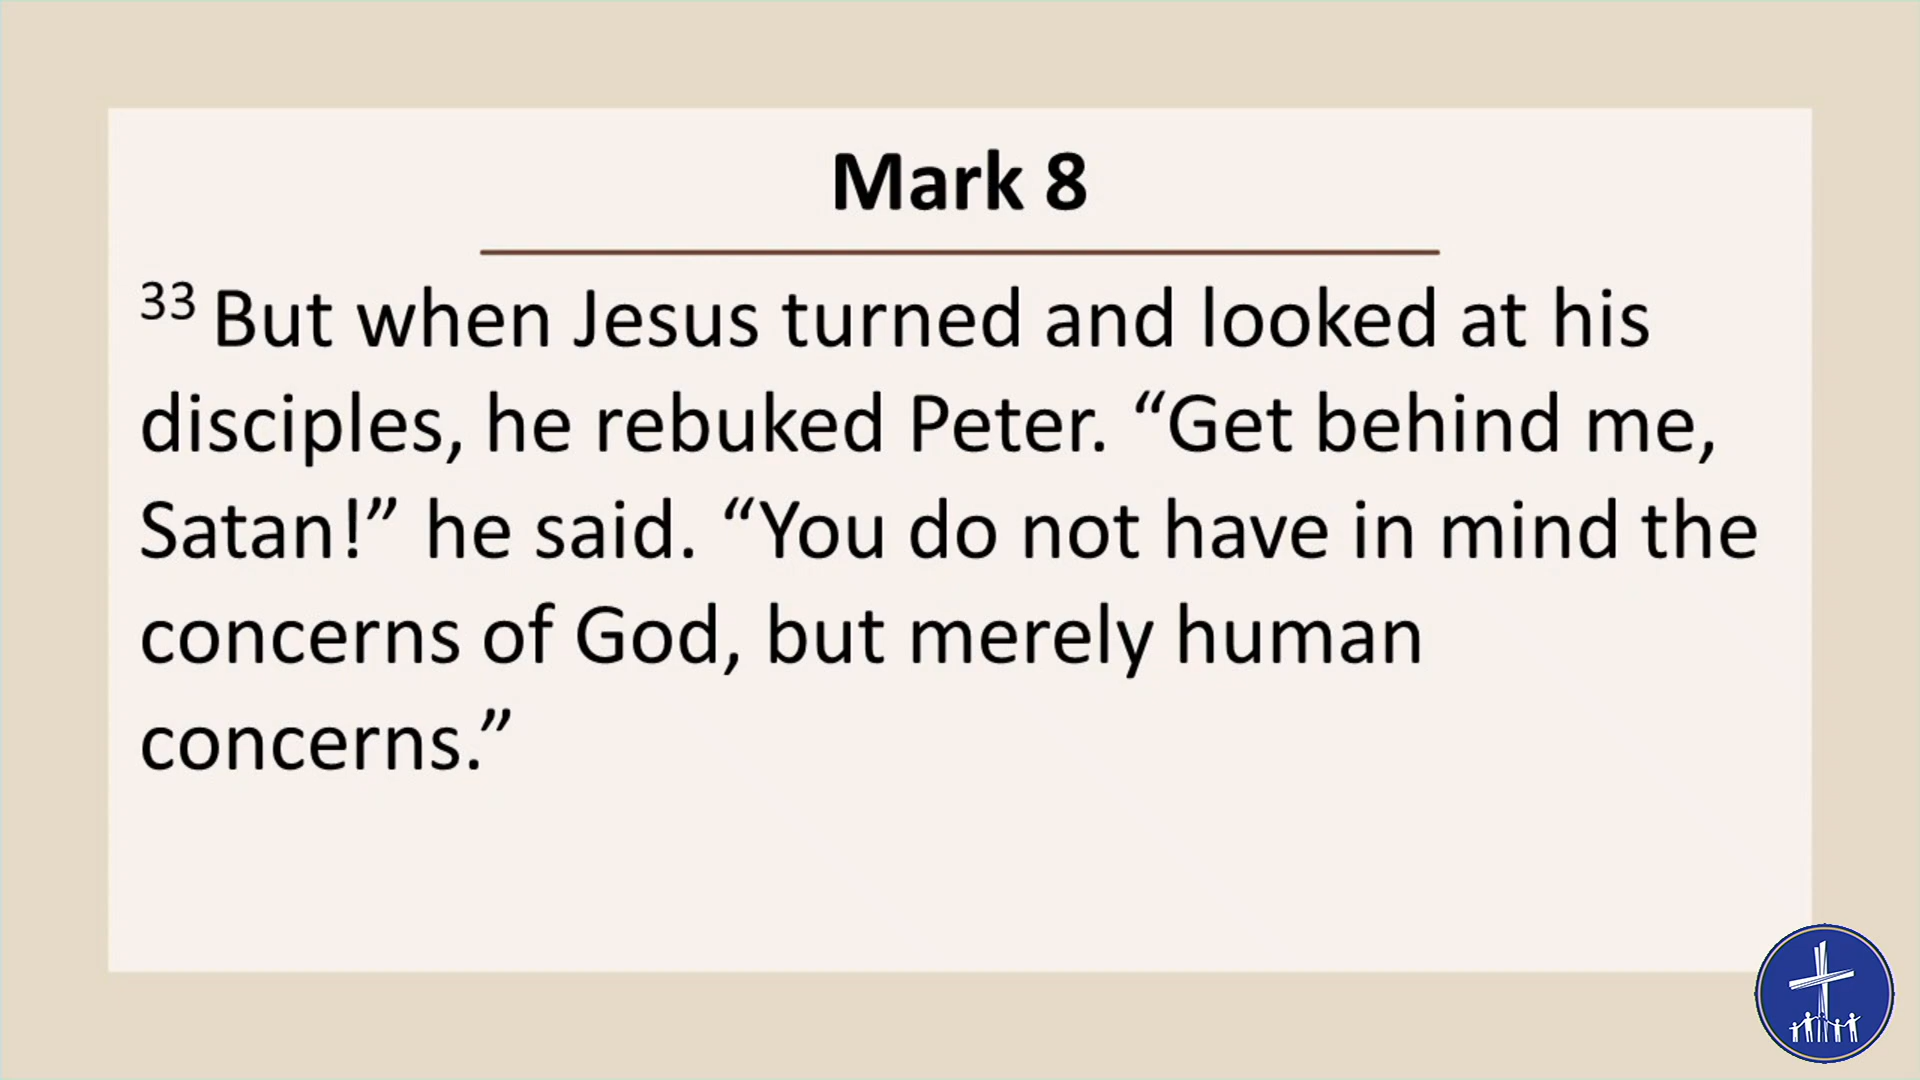 Mark 8
33 But when Jesus turned and looked at his
disciples, he rebuked Peter. “Get behind me,
Satan!” he said. “You do not have in mind the
concerns of God, but merely human
concerns.”